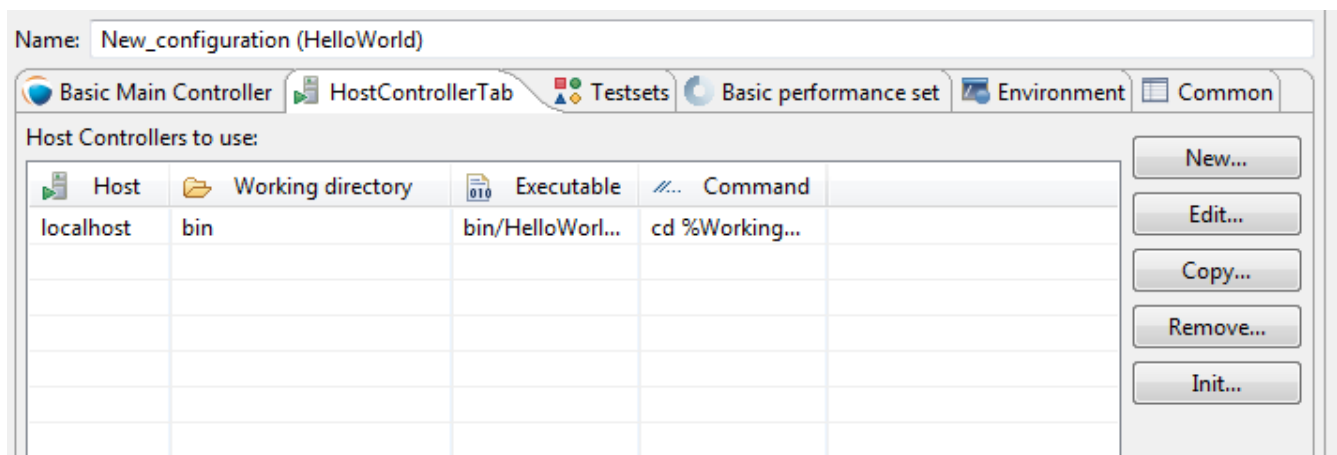 Name: New_configuration (HelloWorld)
Basic Main Controller HostControllerTab Testsets Basic performance set Environment Common
Host Controllers to use:
Host Working directory 010 Executable //... Command
localhost bin bin/HelloWorl... cd %Working...
New...
Edit...
Copy...
Remove...
Init...